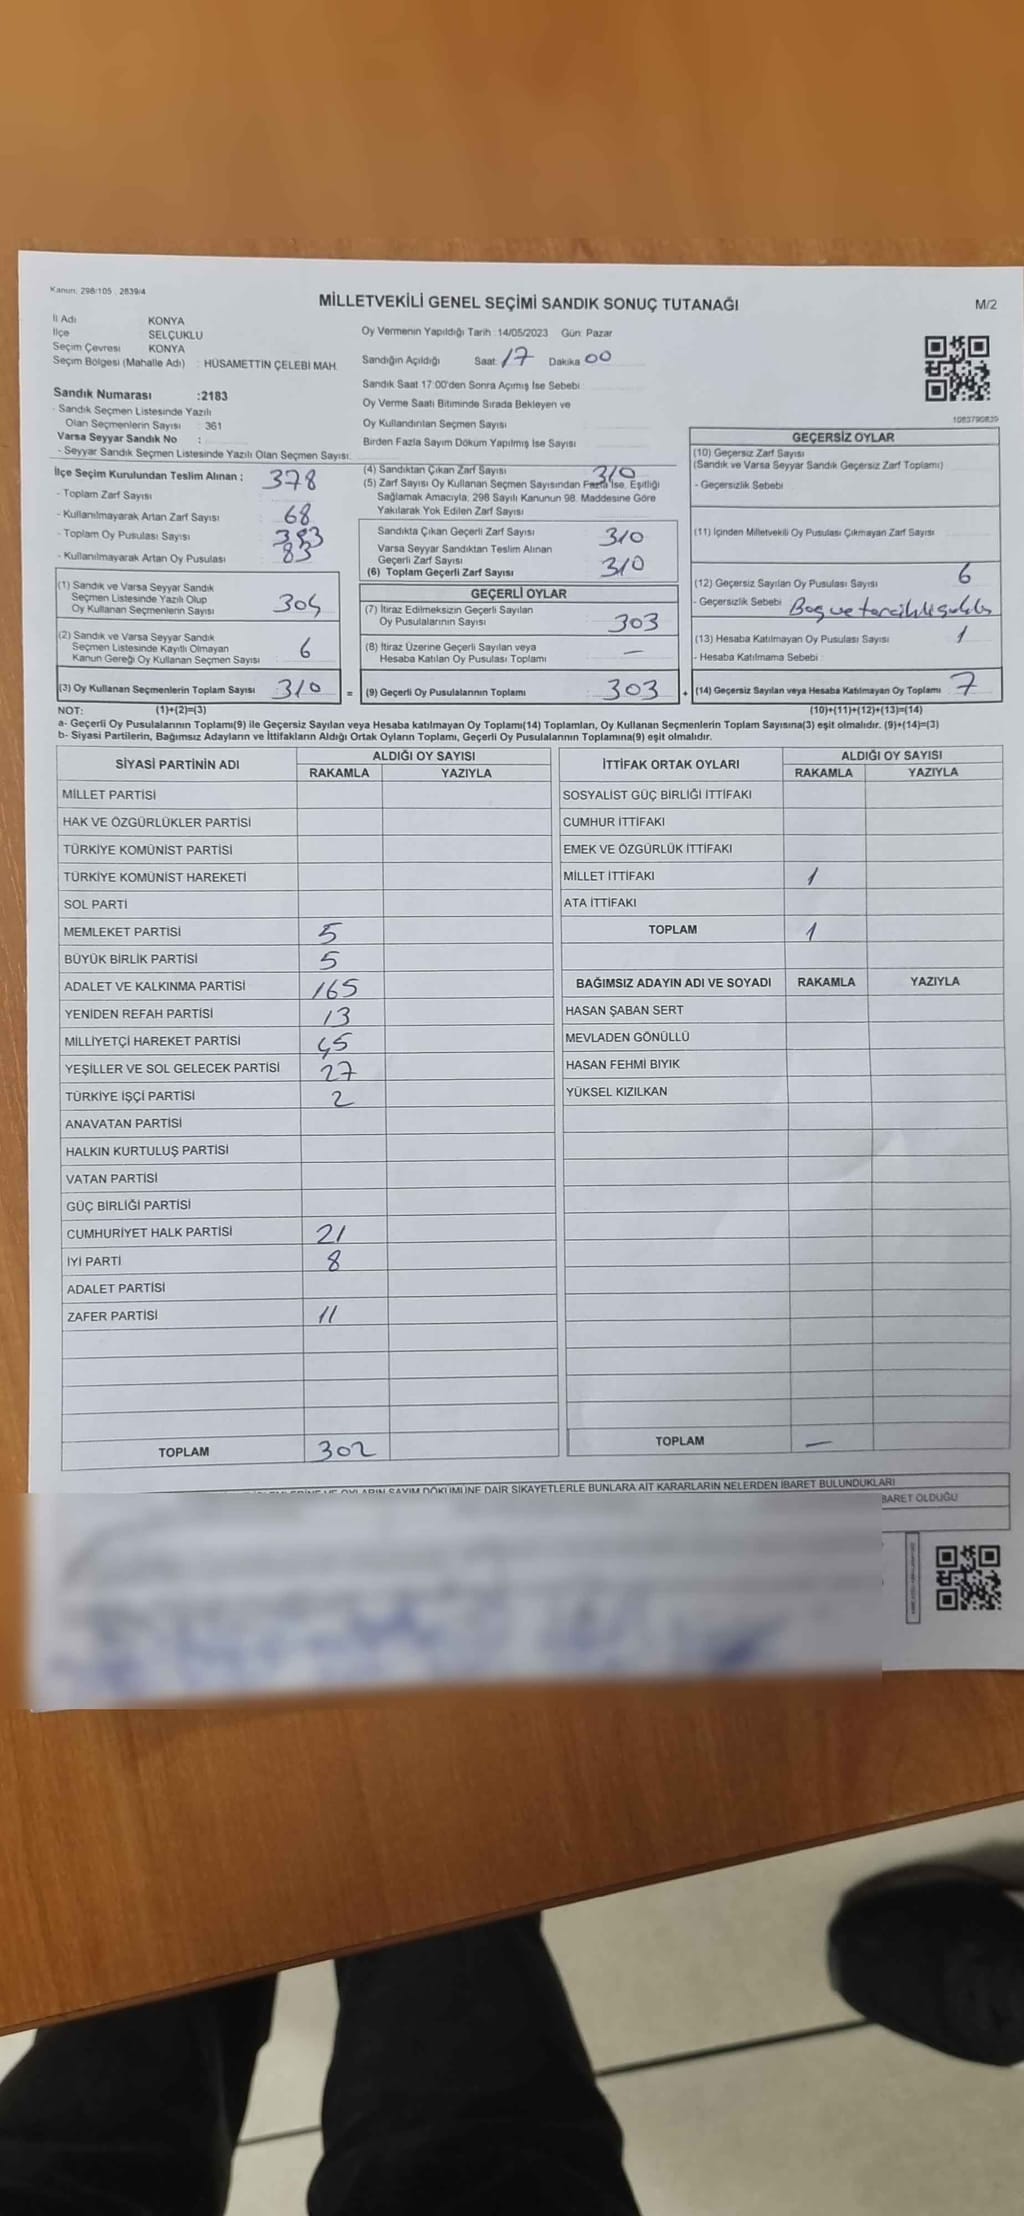 Kanun: 298/105 : 2839/4
MİLLETVEKİLİ GENEL SEÇİMİ SANDIK SONUÇ TUTANAĞI
M/2
İl Adı KONYA
İlçe SELÇUKLU
Seçim Çevresi KONYA
Seçim Bölgesi (Mahalle Adı) : HÜSAMETTİN ÇELEBİ MAH.
Oy Vermenin Yapıldığı Tarih :14/05/2023 Gün: Pazar
Sandığın Açıldığı Saat: 17 Dakika 00
Sandık Saat 17:00'den Sonra Açımış İse Sebebi :
Oy Verme Saati Bitiminde Sırada Bekleyen ve
Oy Kullandırılan Seçmen Sayısı
Birden Fazla Sayım Döküm Yapılmış İse Sayısı
1083790839
Sandık Numarası :2183
- Sandık Seçmen Listesinde Yazılı
Olan Seçmenlerin Sayısı : 361
Varsa Seyyar Sandık No :
- Seyyar Sandık Seçmen Listesinde Yazılı Olan Seçmen Sayısı:
İlçe Seçim Kurulundan Teslim Alınan : 378
- Toplam Zarf Sayısı
- Kullanılmayarak Artan Zarf Sayısı 68
- Toplam Oy Pusulası Sayısı 393
- Kullanılmayarak Artan Oy Pusulası 83
(1) Sandık ve Varsa Seyyar Sandık
Seçmen Listesinde Yazılı Olup
Oy Kullanan Seçmenlerin Sayısı 304
(2) Sandık ve Varsa Seyyar Sandık
Seçmen Listesinde Kayıtlı Olmayan
Kanun Gereği Oy Kullanan Seçmen Sayısı 6
(3) Oy Kullanan Seçmenlerin Toplam Sayısı 310 =
(4) Sandıktan Çıkan Zarf Sayısı 310
(5) Zarf Sayısı Oy Kullanan Seçmen Sayısından Fazla İse, Eşitliği
Sağlamak Amacıyla, 298 Sayılı Kanunun 98. Maddesine Göre
Yakılarak Yok Edilen Zarf Sayısı
Sandıkta Çıkan Geçerli Zarf Sayısı 310
Varsa Seyyar Sandıktan Teslim Alınan
Geçerli Zarf Sayısı
(6) Toplam Geçerli Zarf Sayısı 310
GEÇERLİ OYLAR
(7) İtiraz Edilmeksizin Geçerli Sayılan
Oy Pusulalarının Sayısı 303
(8) İtiraz Üzerine Geçerli Sayılan veya
Hesaba Katılan Oy Pusulası Toplamı —
(9) Geçerli Oy Pusulalarının Toplamı 303 +
GEÇERSİZ OYLAR
(10) Geçersiz Zarf Sayısı
(Sandık ve Varsa Seyyar Sandık Geçersiz Zarf Toplamı)
- Geçersizlik Sebebi
(11) İçinden Milletvekili Oy Pusulası Çıkmayan Zarf Sayısı
(12) Geçersiz Sayılan Oy Pusulası Sayısı 6
- Geçersizlik Sebebi Boş ve
(13) Hesaba Katılmayan Oy Pusulası Sayısı 1
- Hesaba Katılmama Sebebi
(14) Geçersiz Sayılan veya Hesaba Katılmayan Oy Toplamı 7
NOT: (1)+(2)=(3)
(10)+(11)+(12)+(13)=(14)
a- Geçerli Oy Pusulalarının Toplamı(9) ile Geçersiz Sayılan veya Hesaba katılmayan Oy Toplamı(14) Toplamları, Oy Kullanan Seçmenlerin Toplam Sayısına(3) eşit olmalıdır. (9)+(14)=(3)
b- Siyasi Partilerin, Bağımsız Adayların ve İttifakların Aldığı Ortak Oyların Toplamı, Geçerli Oy Pusulalarının Toplamına(9) eşit olmalıdır.
SİYASİ PARTİNİN ADI
ALDIĞI OY SAYISI
RAKAMLA YAZIYLA
MİLLET PARTİSİ
HAK VE ÖZGÜRLÜKLER PARTİSİ
TÜRKİYE KOMÜNİST PARTİSİ
TÜRKİYE KOMÜNİST HAREKETİ
SOL PARTİ
MEMLEKET PARTİSİ 5
BÜYÜK BİRLİK PARTİSİ 5
ADALET VE KALKINMA PARTİSİ 165
YENİDEN REFAH PARTİSİ 13
MİLLİYETÇİ HAREKET PARTİSİ 45
YEŞİLLER VE SOL GELECEK PARTİSİ 27
TÜRKİYE İŞÇİ PARTİSİ 2
ANAVATAN PARTİSİ
HALKIN KURTULUŞ PARTİSİ
VATAN PARTİSİ
GÜÇ BİRLİĞİ PARTİSİ
CUMHURİYET HALK PARTİSİ 21
İYİ PARTİ 8
ADALET PARTİSİ
ZAFER PARTİSİ 11
TOPLAM 302
İTTİFAK ORTAK OYLARI
ALDIĞI OY SAYISI
RAKAMLA YAZIYLA
SOSYALİST GÜÇ BİRLİĞİ İTTİFAKI
CUMHUR İTTİFAKI
EMEK VE ÖZGÜRLÜK İTTİFAKI
MİLLET İTTİFAKI 1
ATA İTTİFAKI
TOPLAM 1
BAĞIMSIZ ADAYIN ADI VE SOYADI RAKAMLA YAZIYLA
HASAN ŞABAN SERT
MEVLADEN GÖNÜLLÜ
HASAN FEHMİ BIYIK
YÜKSEL KIZILKAN
TOPLAM —
OYLARIN SAYIM DÖKÜMÜNE DAİR ŞİKAYETLERLE BUNLARA AİT KARARLARIN NELERDEN İBARET BULUNDUKLARI
BARET OLDUĞU